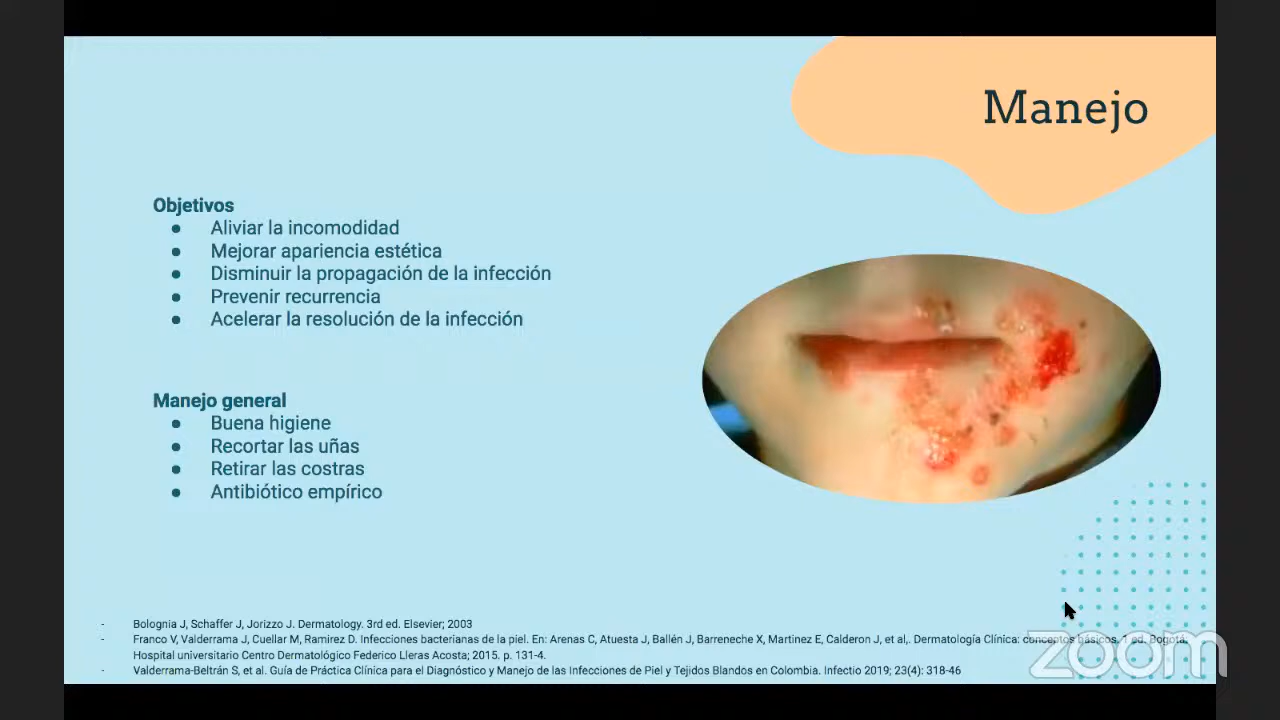 Manejo
Objetivos
● Aliviar la incomodidad
● Mejorar apariencia estética
● Disminuir la propagación de la infección
● Prevenir recurrencia
● Acelerar la resolución de la infección
Manejo general
● Buena higiene
● Recortar las uñas
● Retirar las costras
● Antibiótico empírico
- Bolognia J, Schaffer J, Jorizzo J. Dermatology. 3rd ed. Elsevier; 2003
- Franco V, Valderrama J, Cuellar M, Ramirez D. Infecciones bacterianas de la piel. En: Arenas C, Atuesta J, Ballén J, Barreneche X, Martinez E, Calderon J, et al,. Dermatología Clínica: conceptos básicos. 1 ed. Bogotá:
Hospital universitario Centro Dermatológico Federico Lleras Acosta; 2015. p. 131-4.
- Valderrama-Beltrán S, et al. Guía de Práctica Clínica para el Diagnóstico y Manejo de las Infecciones de Piel y Tejidos Blandos en Colombia. Infectio 2019; 23(4): 318-46
zoom